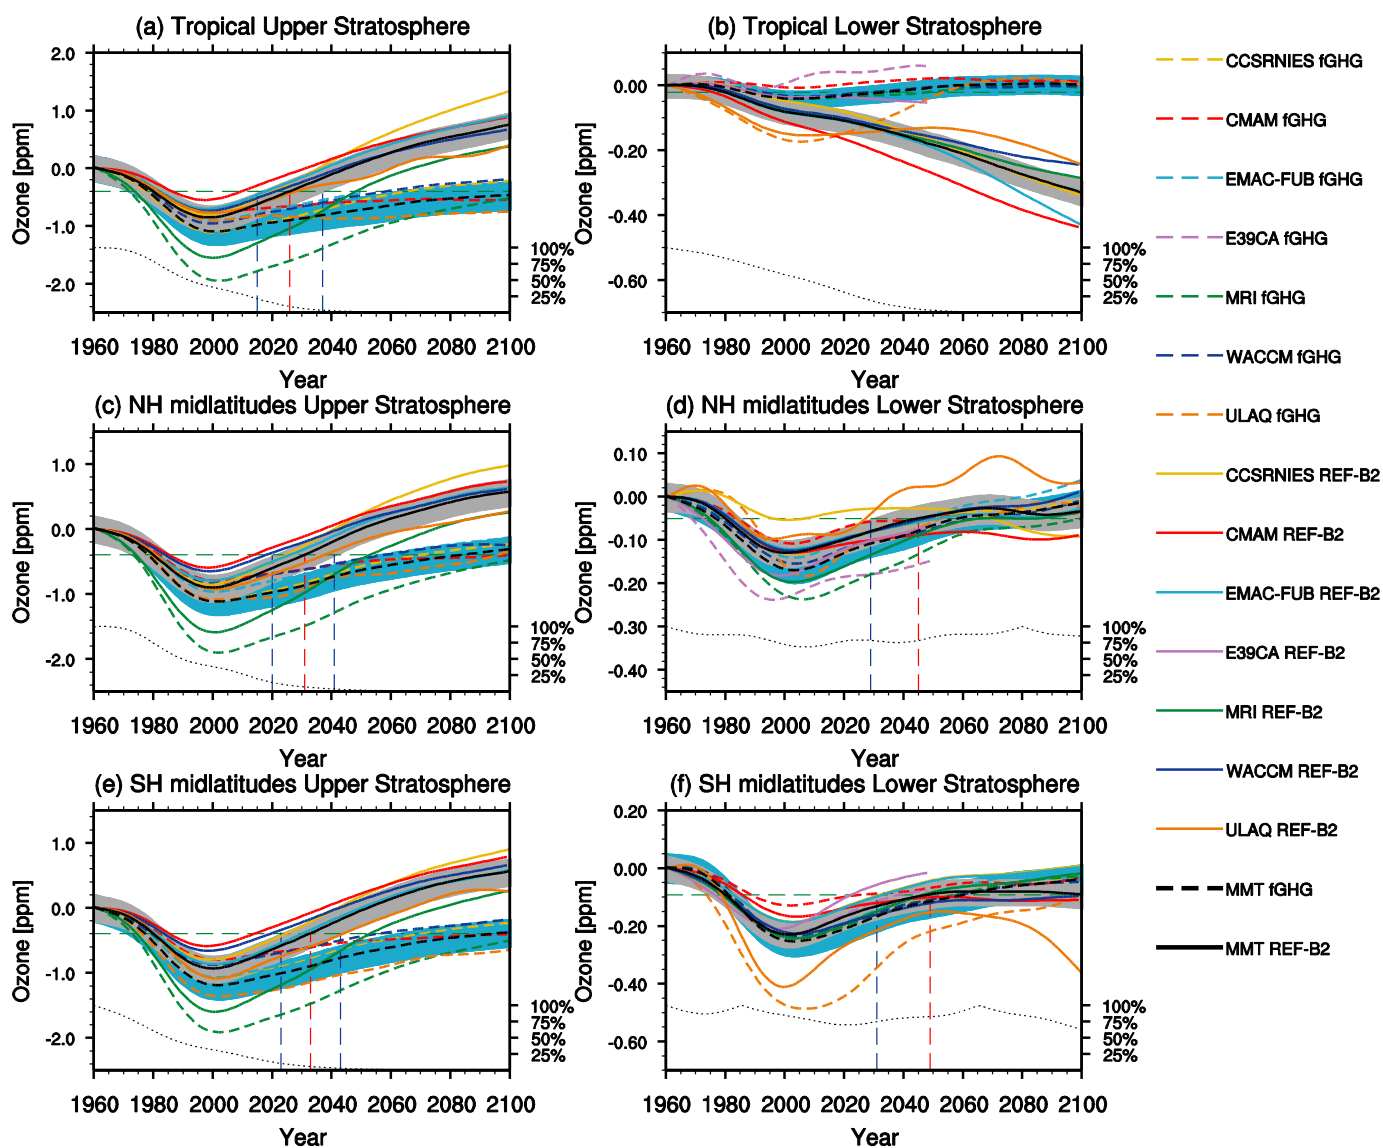 (a) Tropical Upper Stratosphere
2.0
1.0
0.0
-1.0
-2.0
Ozone [ppm]
100%
75%
50%
25%
1960 1980 2000 2020 2040 2060 2080 2100
Year
(b) Tropical Lower Stratosphere
0.00
-0.20
-0.40
-0.60
Ozone [ppm]
100%
75%
50%
25%
1960 1980 2000 2020 2040 2060 2080 2100
Year
(c) NH midlatitudes Upper Stratosphere
1.0
0.0
-1.0
-2.0
Ozone [ppm]
100%
75%
50%
25%
1960 1980 2000 2020 2040 2060 2080 2100
Year
(d) NH midlatitudes Lower Stratosphere
0.10
0.00
-0.10
-0.20
-0.30
-0.40
Ozone [ppm]
100%
75%
50%
25%
1960 1980 2000 2020 2040 2060 2080 2100
Year
(e) SH midlatitudes Upper Stratosphere
1.0
0.0
-1.0
-2.0
Ozone [ppm]
100%
75%
50%
25%
1960 1980 2000 2020 2040 2060 2080 2100
Year
(f) SH midlatitudes Lower Stratosphere
0.20
0.00
-0.20
-0.40
-0.60
Ozone [ppm]
100%
75%
50%
25%
1960 1980 2000 2020 2040 2060 2080 2100
Year
CCSRNIES fGHG
CMAM fGHG
EMAC-FUB fGHG
E39CA fGHG
MRI fGHG
WACCM fGHG
ULAQ fGHG
CCSRNIES REF-B2
CMAM REF-B2
EMAC-FUB REF-B2
E39CA REF-B2
MRI REF-B2
WACCM REF-B2
ULAQ REF-B2
MMT fGHG
MMT REF-B2